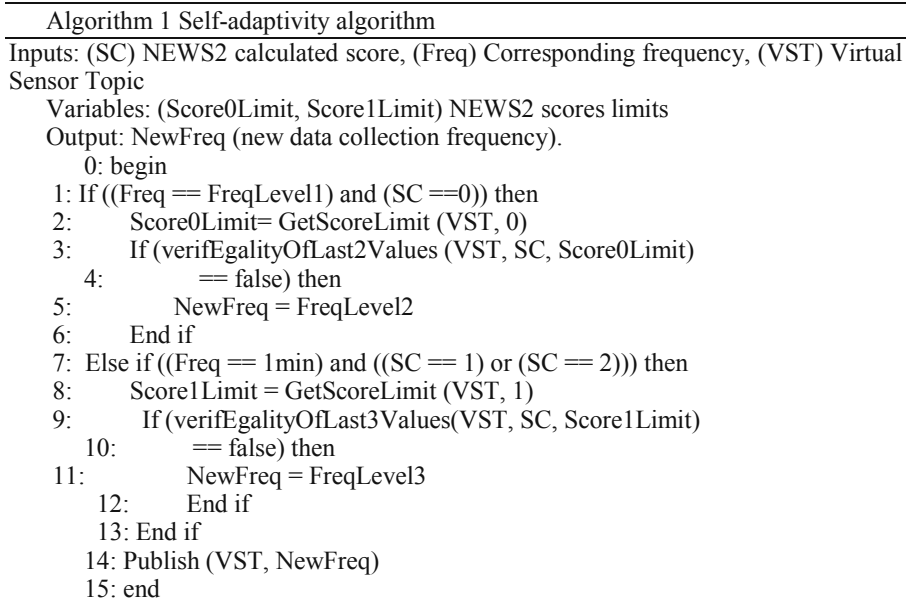 Algorithm 1 Self-adaptivity algorithm
Inputs: (SC) NEWS2 calculated score, (Freq) Corresponding frequency, (VST) Virtual
Sensor Topic
Variables: (Score0Limit, Score1Limit) NEWS2 scores limits
Output: NewFreq (new data collection frequency).
0: begin
1: If ((Freq == FreqLevel1) and (SC ==0)) then
2: Score0Limit= GetScoreLimit (VST, 0)
3: If (verifEgalityOfLast2Values (VST, SC, Score0Limit)
4: == false) then
5: NewFreq = FreqLevel2
6: End if
7: Else if ((Freq == 1min) and ((SC == 1) or (SC == 2))) then
8: Score1Limit = GetScoreLimit (VST, 1)
9: If (verifEgalityOfLast3Values(VST, SC, Score1Limit)
10: == false) then
11: NewFreq = FreqLevel3
12: End if
13: End if
14: Publish (VST, NewFreq)
15: end